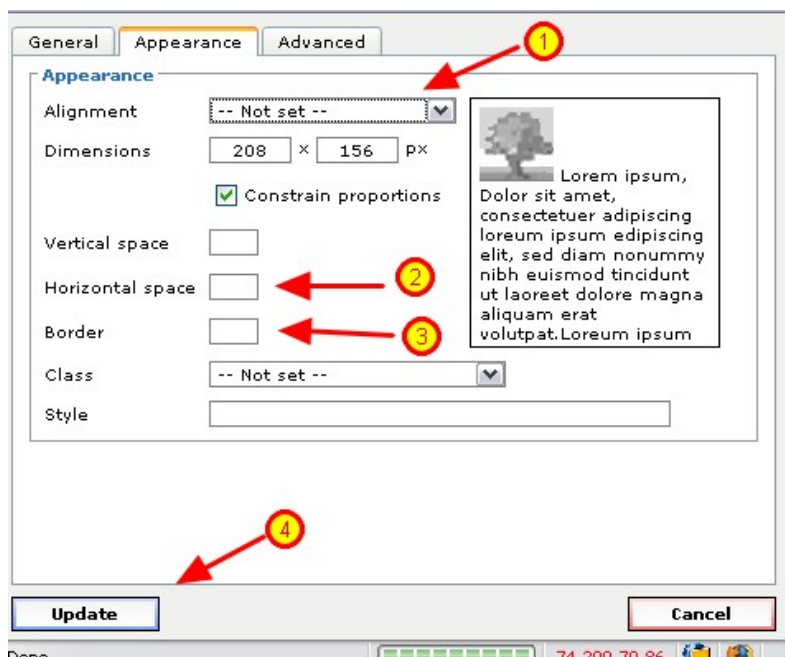 General Appearance Advanced
1
Appearance
Alignment -- Not set --
Dimensions 208 × 156 px
Constrain proportions
Vertical space
Horizontal space
2
Border
3
Class -- Not set --
Style
Lorem ipsum,
Dolor sit amet,
consectetuer adipiscing
loreum ipsum edipiscing
elit, sed diam nonummy
nibh euismod tincidunt
ut laoreet dolore magna
aliquam erat
volutpat.Loreum ipsum
4
Update Cancel